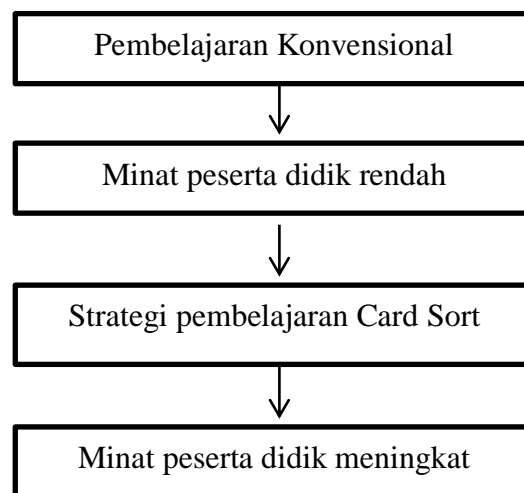 Pembelajaran Konvensional
Minat peserta didik rendah
Strategi pembelajaran Card Sort
Minat peserta didik meningkat